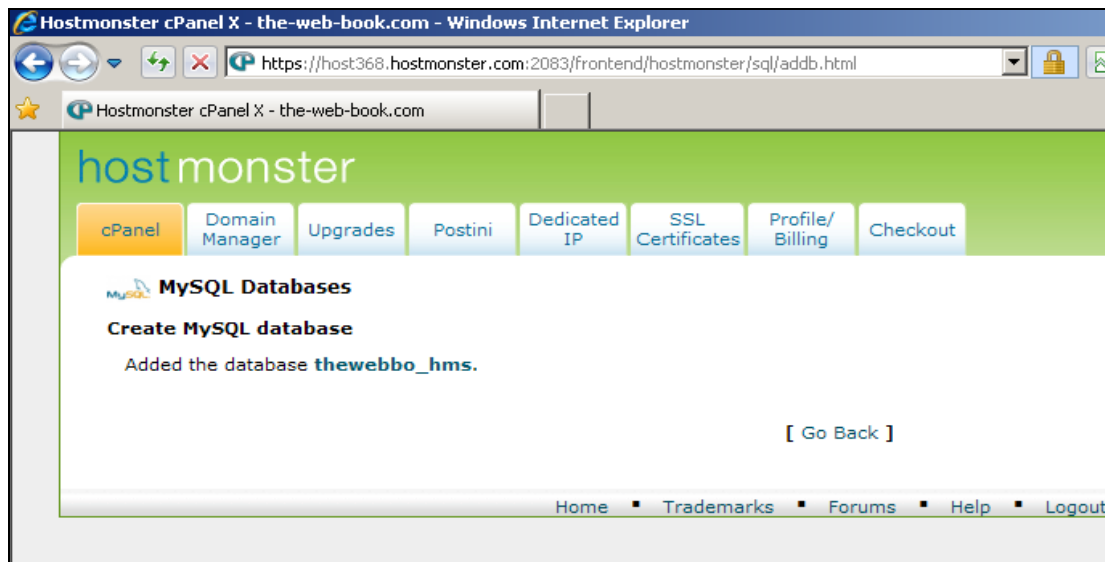 Hostmonster cPanel X - the-web-book.com - Windows Internet Explorer
https://host368.hostmonster.com:2083/frontend/hostmonster/sql/addb.html
Hostmonster cPanel X - the-web-book.com
hostmonster
cPanel
Domain
Manager
Upgrades
Postini
Dedicated
IP
SSL
Certificates
Profile/
Billing
Checkout
MySQL MySQL Databases
Create MySQL database
Added the database thewebbo_hms.
[ Go Back ]
Home ▪ Trademarks ▪ Forums ▪ Help ▪ Logout